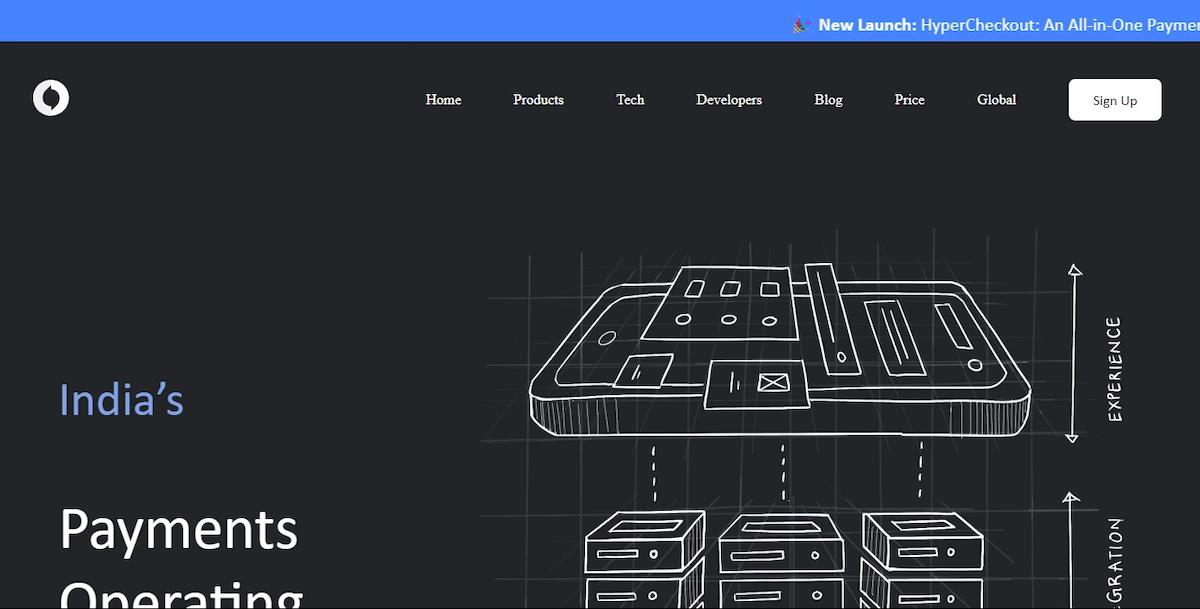 🎉 New Launch: HyperCheckout: An All-in-One
Home Products Tech Developers Blog Price Global Sign Up
India’s
Payments
Operating
EXPERIENCE
GRATION